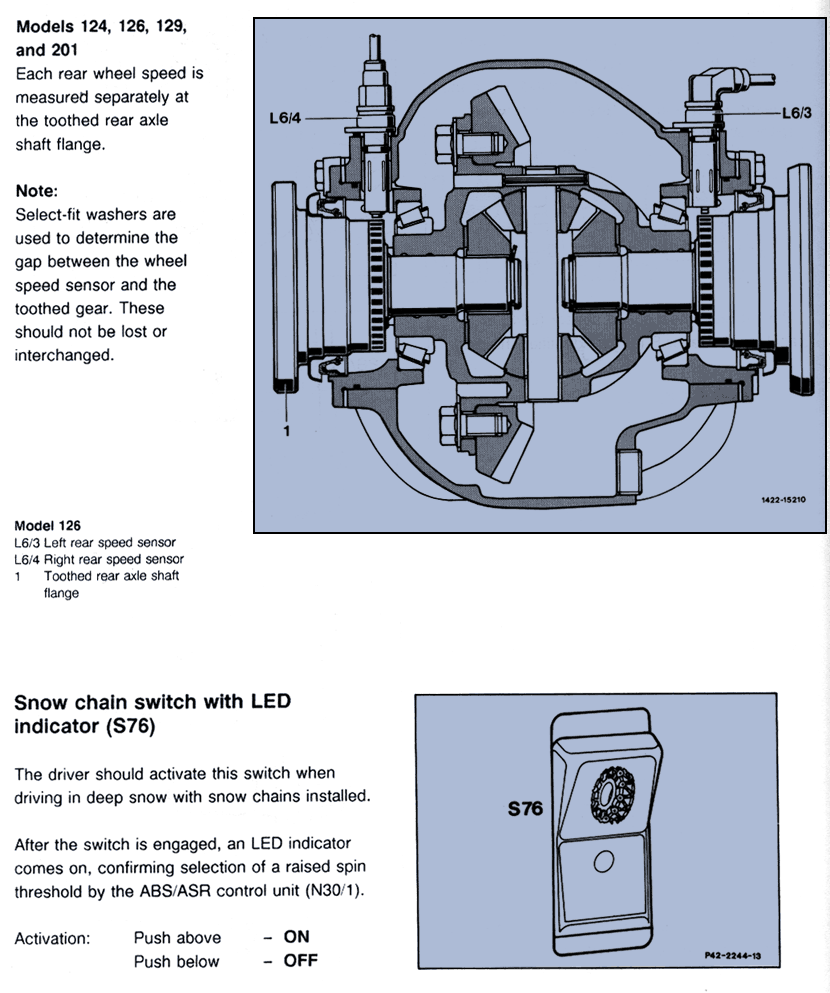 Models 124, 126, 129,
and 201
Each rear wheel speed is
measured separately at
the toothed rear axle
shaft flange.
Note:
Select-fit washers are
used to determine the
gap between the wheel
speed sensor and the
toothed gear. These
should not be lost or
interchanged.
L6/4
L6/3
1
1422-15210
Model 126
L6/3 Left rear speed sensor
L6/4 Right rear speed sensor
1 Toothed rear axle shaft
flange
Snow chain switch with LED
indicator (S76)
The driver should activate this switch when
driving in deep snow with snow chains installed.
After the switch is engaged, an LED indicator
comes on, confirming selection of a raised spin
threshold by the ABS/ASR control unit (N30/1).
Activation: Push above – ON
Push below – OFF
S76
P42-2244-13